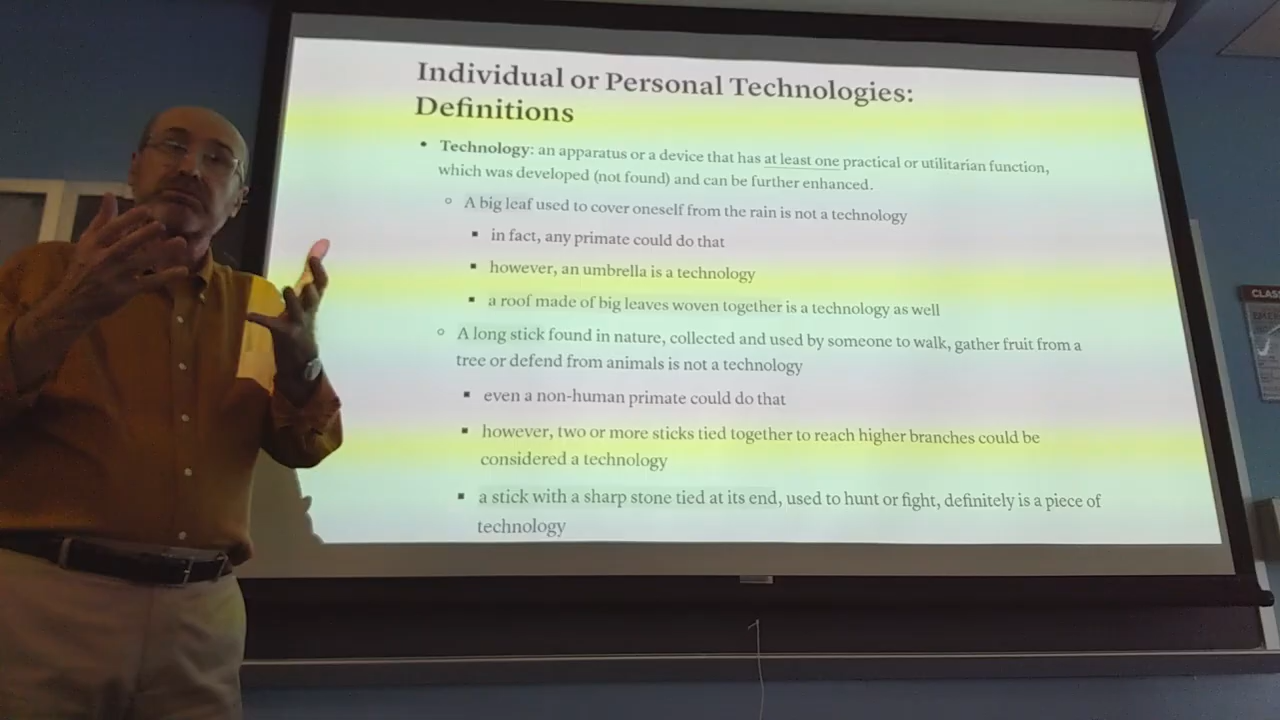 Individual or Personal Technologies:
Definitions
• Technology: an apparatus or a device that has at least one practical or utilitarian function,
which was developed (not found) and can be further enhanced.
○ A big leaf used to cover oneself from the rain is not a technology
▪ in fact, any primate could do that
▪ however, an umbrella is a technology
▪ a roof made of big leaves woven together is a technology as well
○ A long stick found in nature, collected and used by someone to walk, gather fruit from a
tree or defend from animals is not a technology
▪ even a non-human primate could do that
▪ however, two or more sticks tied together to reach higher branches could be
considered a technology
▪ a stick with a sharp stone tied at its end, used to hunt or fight, definitely is a piece of
technology
CLAS